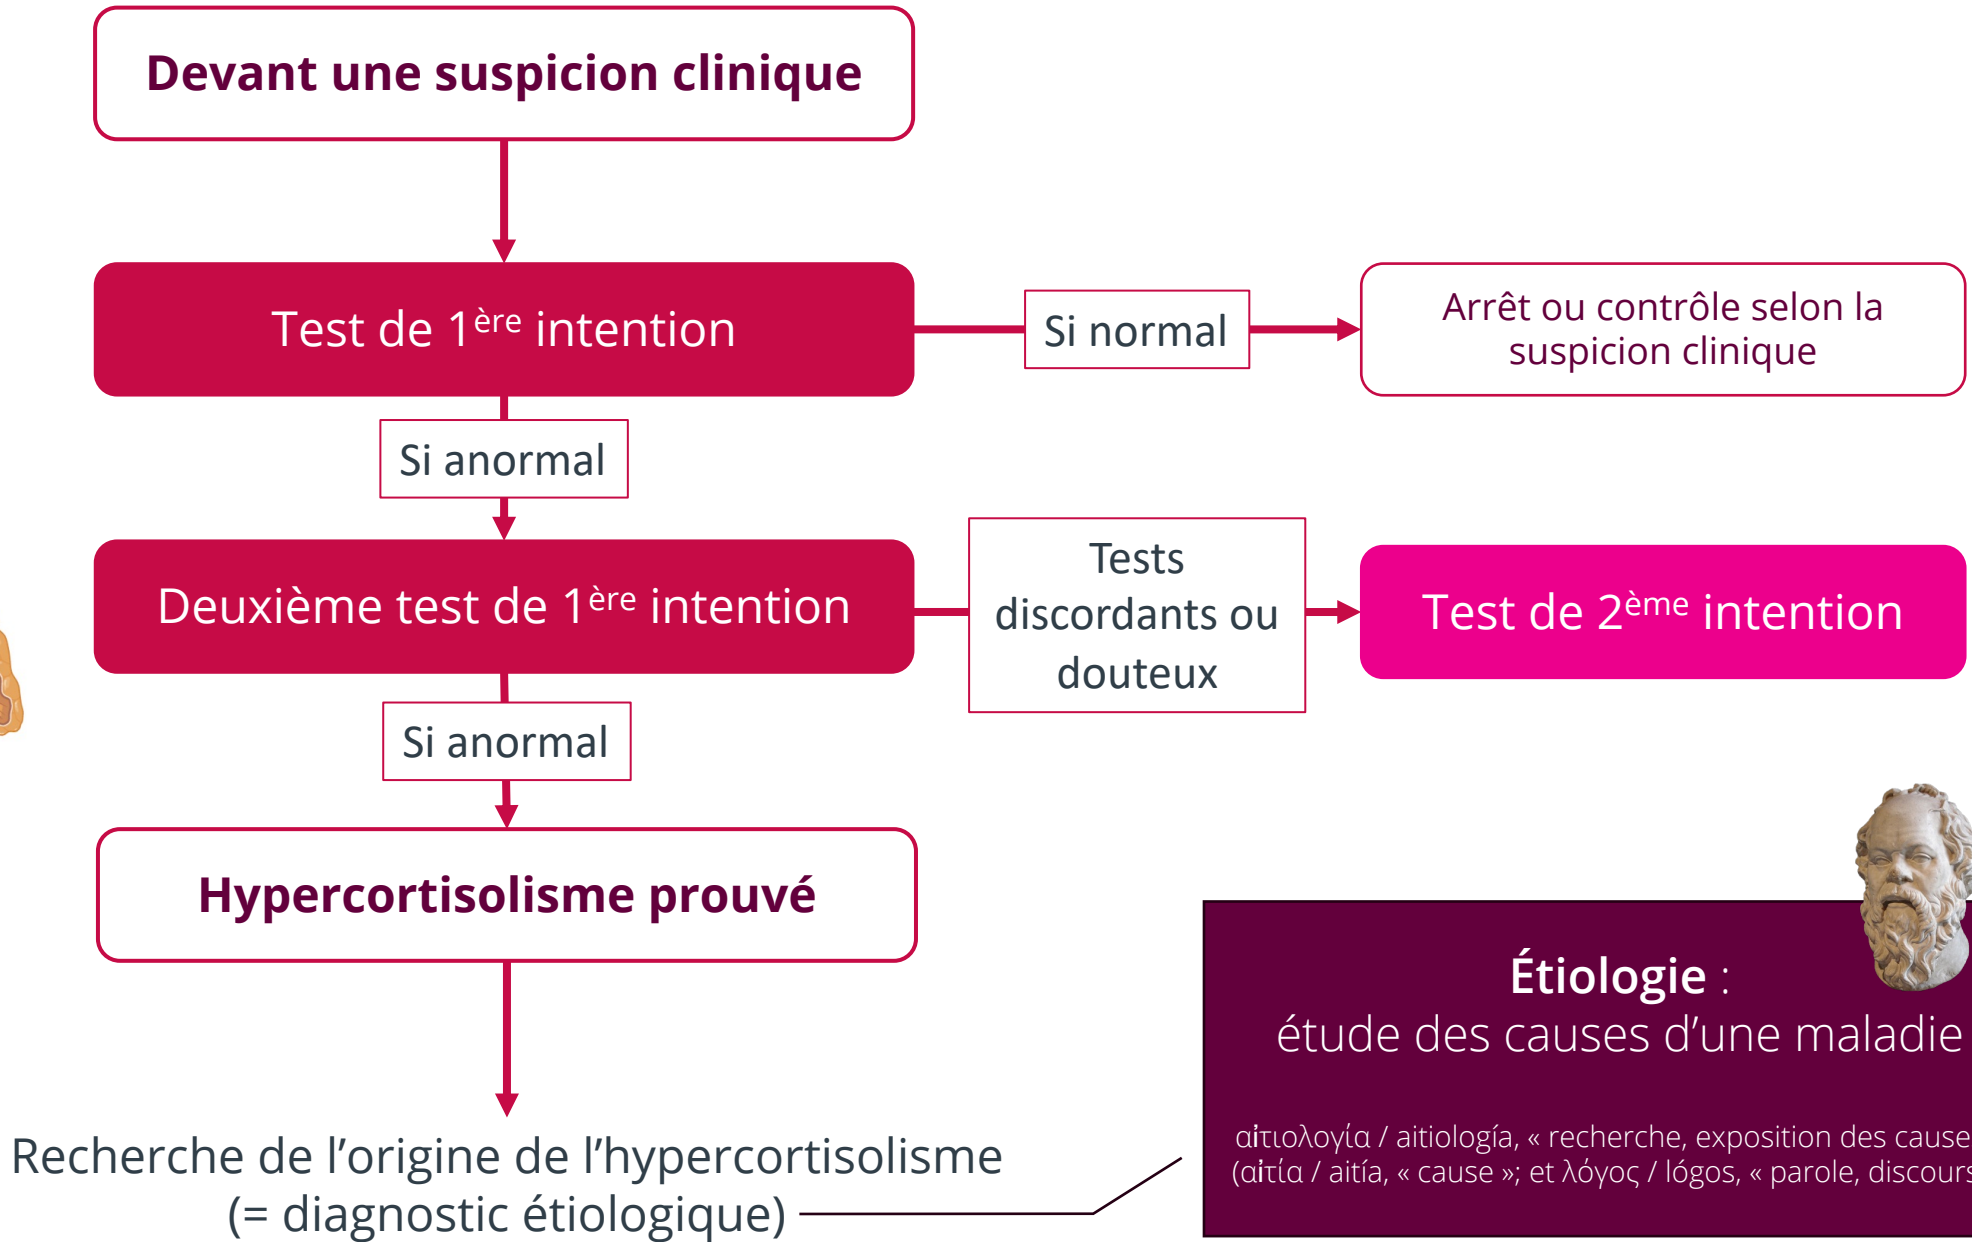 Devant une suspicion clinique
Test de 1ère intention
Si normal
Arrêt ou contrôle selon la
suspicion clinique
Si anormal
Deuxième test de 1ère intention
Tests
discordants ou
douteux
Test de 2ème intention
Si anormal
Hypercortisolisme prouvé
Étiologie :
étude des causes d’une maladie
αἰτιολογία / aitiología, « recherche, exposition des cause
(αἰτία / aitía, « cause »; et λόγος / lógos, « parole, discours
Recherche de l’origine de l’hypercortisolisme
(= diagnostic étiologique)